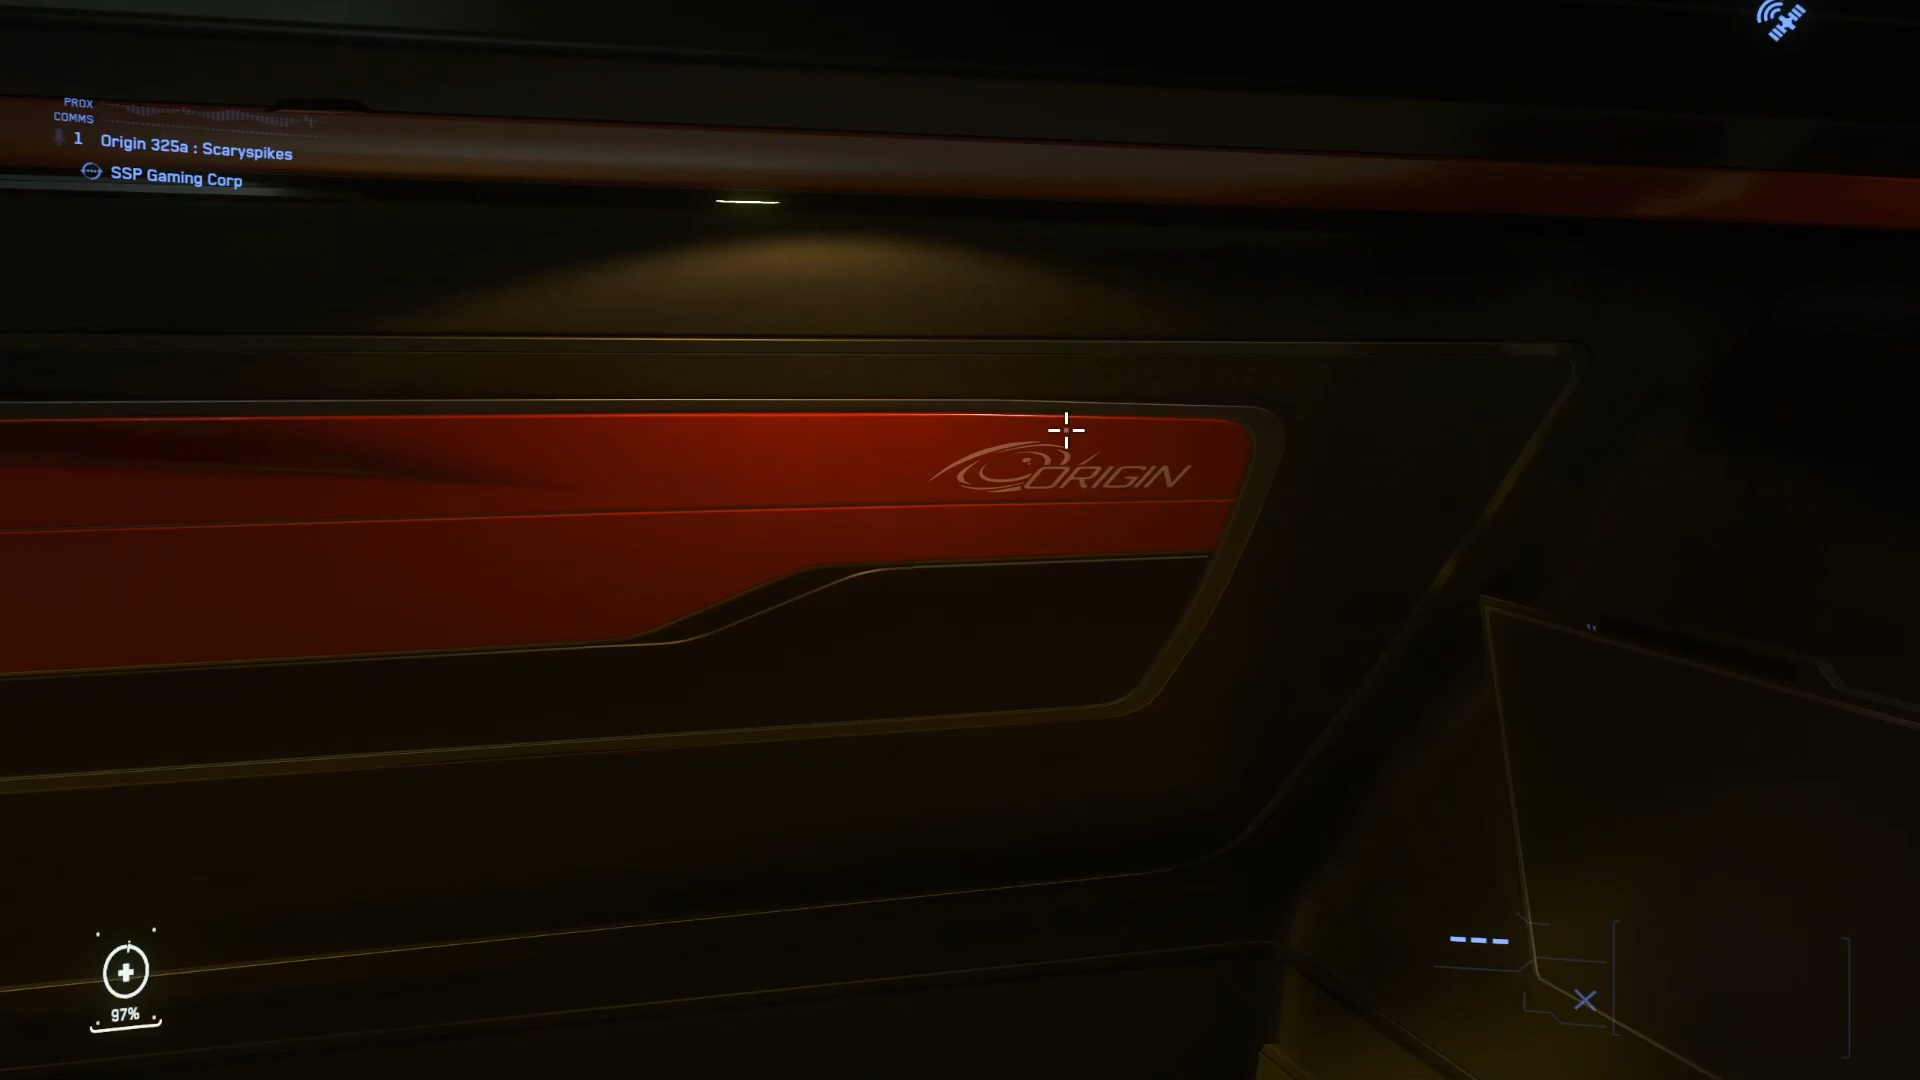 PROX
COMMS
1 Origin 325a : Scaryspikes
SSP Gaming Corp
ORIGIN
97%